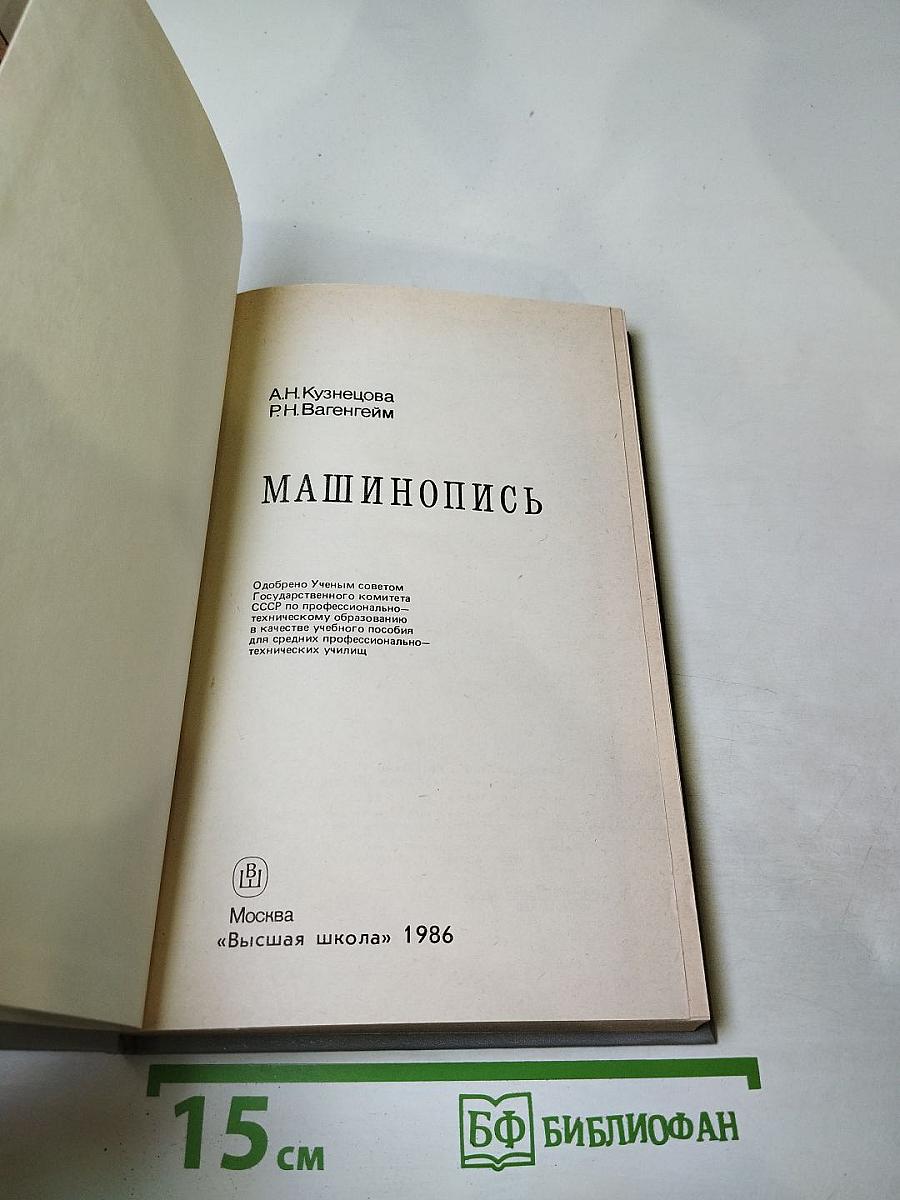 А.Н.Кузнецова
Р.Н.Вагенгейм
МАШИНОПИСЬ
Одобрено Ученым советом
Государственного комитета
СССР по профессионально—
техническому образованию
в качестве учебного пособия
для средних профессионально—
технических училищ
ВШ
Москва
«Высшая школа» 1986
15 см
БФ БИБЛИОФАН